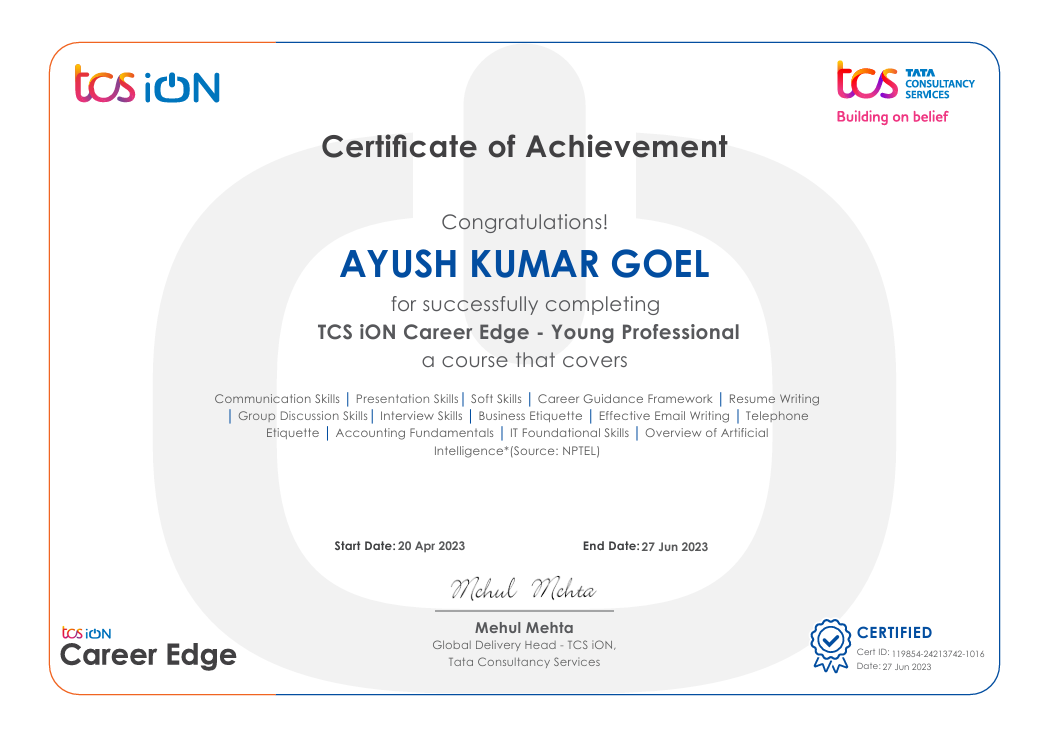 tcs iON
tcs TATA
CONSULTANCY
SERVICES
Building on belief
Certificate of Achievement
Congratulations!
AYUSH KUMAR GOEL
for successfully completing
TCS iON Career Edge - Young Professional
a course that covers
Communication Skills | Presentation Skills | Soft Skills | Career Guidance Framework | Resume Writing
| Group Discussion Skills | Interview Skills | Business Etiquette | Effective Email Writing | Telephone
Etiquette | Accounting Fundamentals | IT Foundational Skills | Overview of Artificial
Intelligence*(Source: NPTEL)
Start Date: 20 Apr 2023 End Date: 27 Jun 2023
Mehul Mehta
Mehul Mehta
Global Delivery Head - TCS iON,
Tata Consultancy Services
tcs iON
Career Edge
CERTIFIED
Cert ID: 119854-24213742-1016
Date: 27 Jun 2023